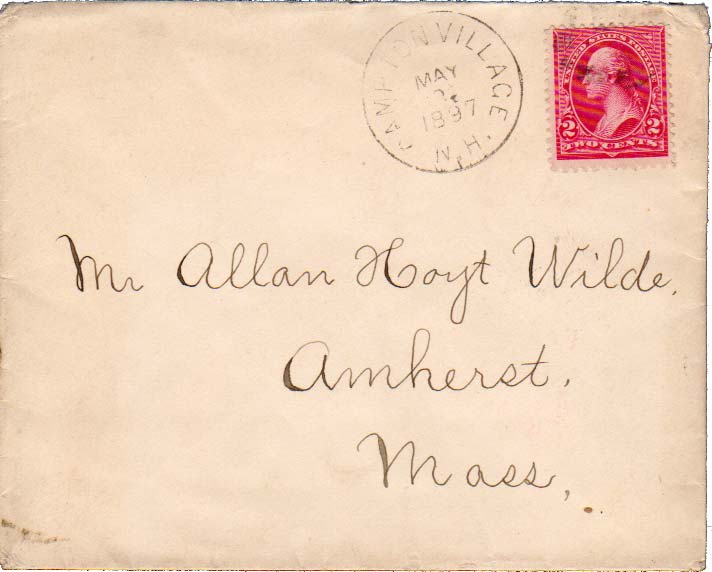 CAMPTON VILLAGE, N.H.
MAY
1897
UNITED STATES POSTAGE
2 2
TWO CENTS
Mr Allan Hoyt Wilde.
Amherst.
Mass,